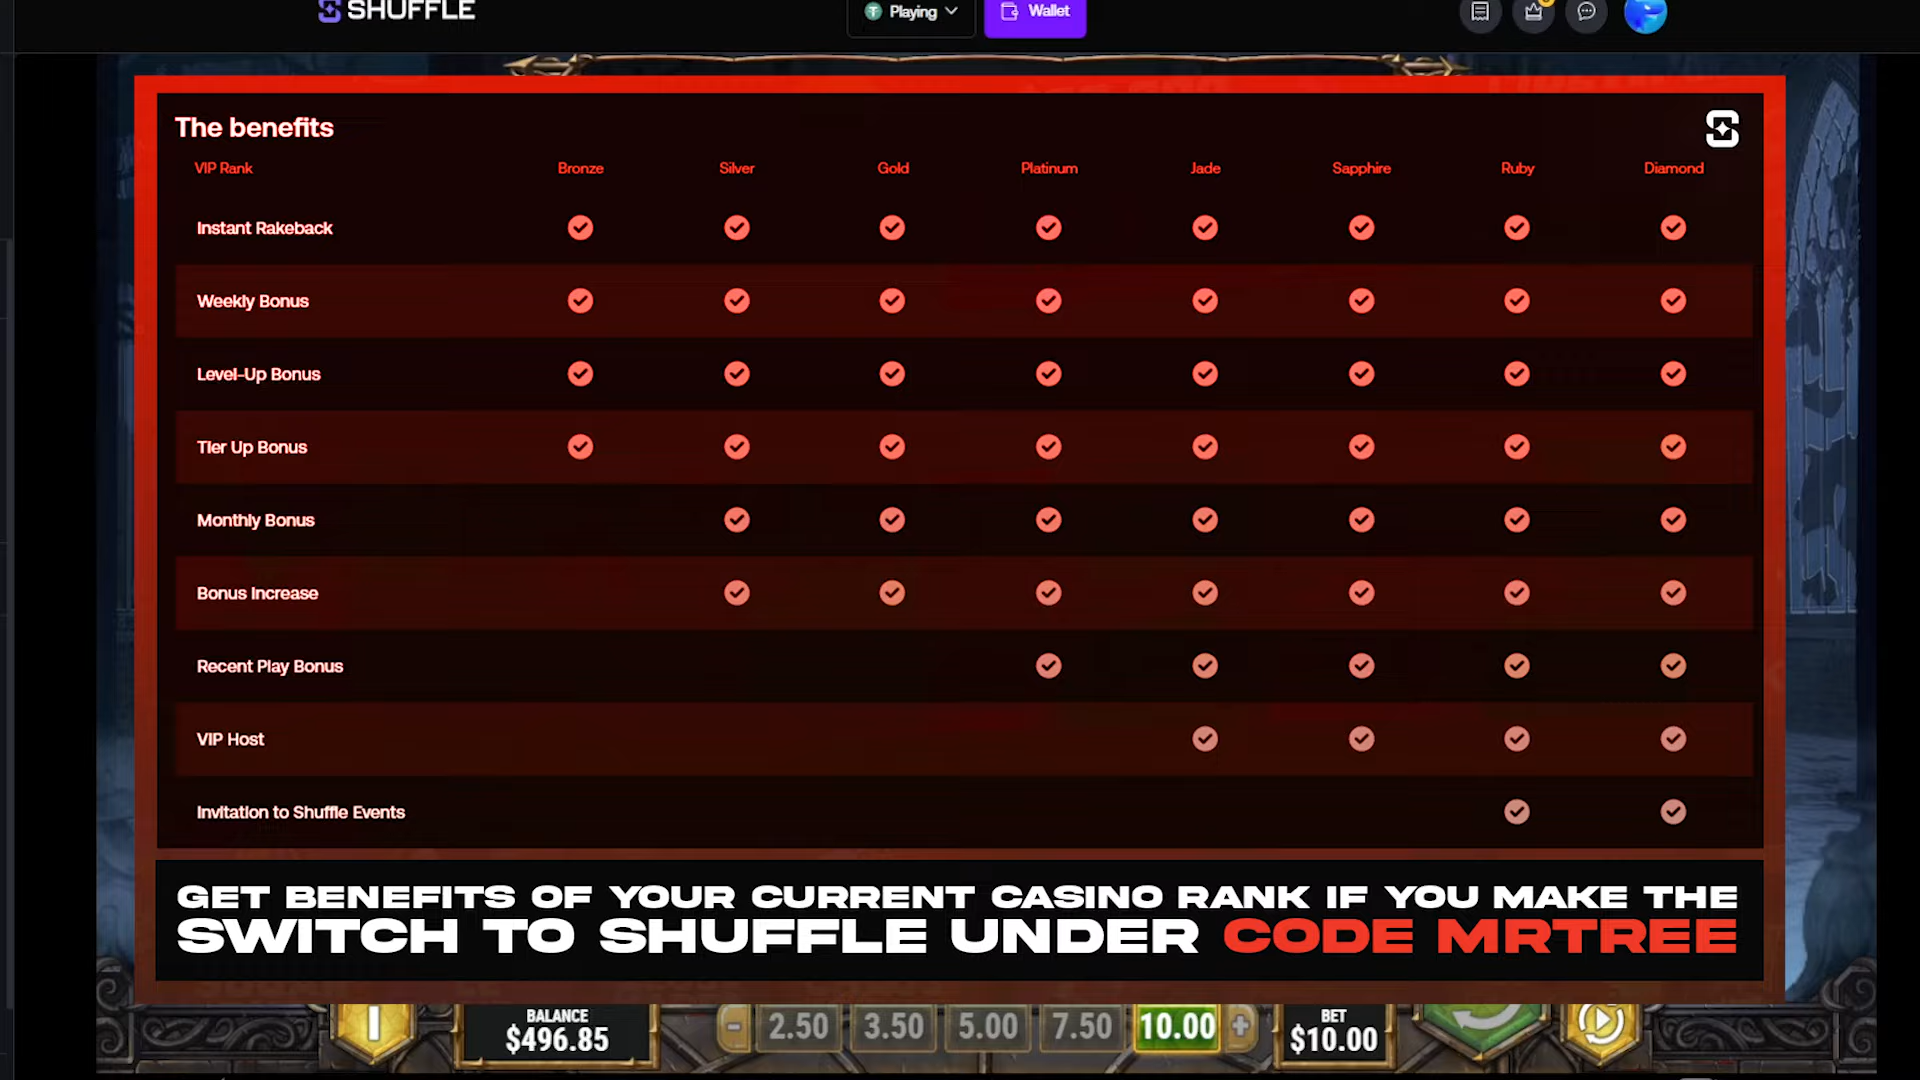 SHUFFLE
Playing
Wallet
The benefits
VIP Rank Bronze Silver Gold Platinum Jade Sapphire Ruby Diamond
Instant Rakeback
Weekly Bonus
Level-Up Bonus
Tier Up Bonus
Monthly Bonus
Bonus Increase
Recent Play Bonus
VIP Host
Invitation to Shuffle Events
GET BENEFITS OF YOUR CURRENT CASINO RANK IF YOU MAKE THE
SWITCH TO SHUFFLE UNDER CODE MRTREE
BALANCE
$496.85
- 2.50 3.50 5.00 7.50 10.00 +
BET
$10.00